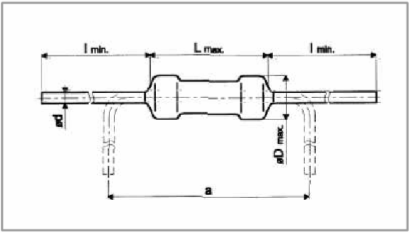 l min. L max. l min.
ød
øD max.
a